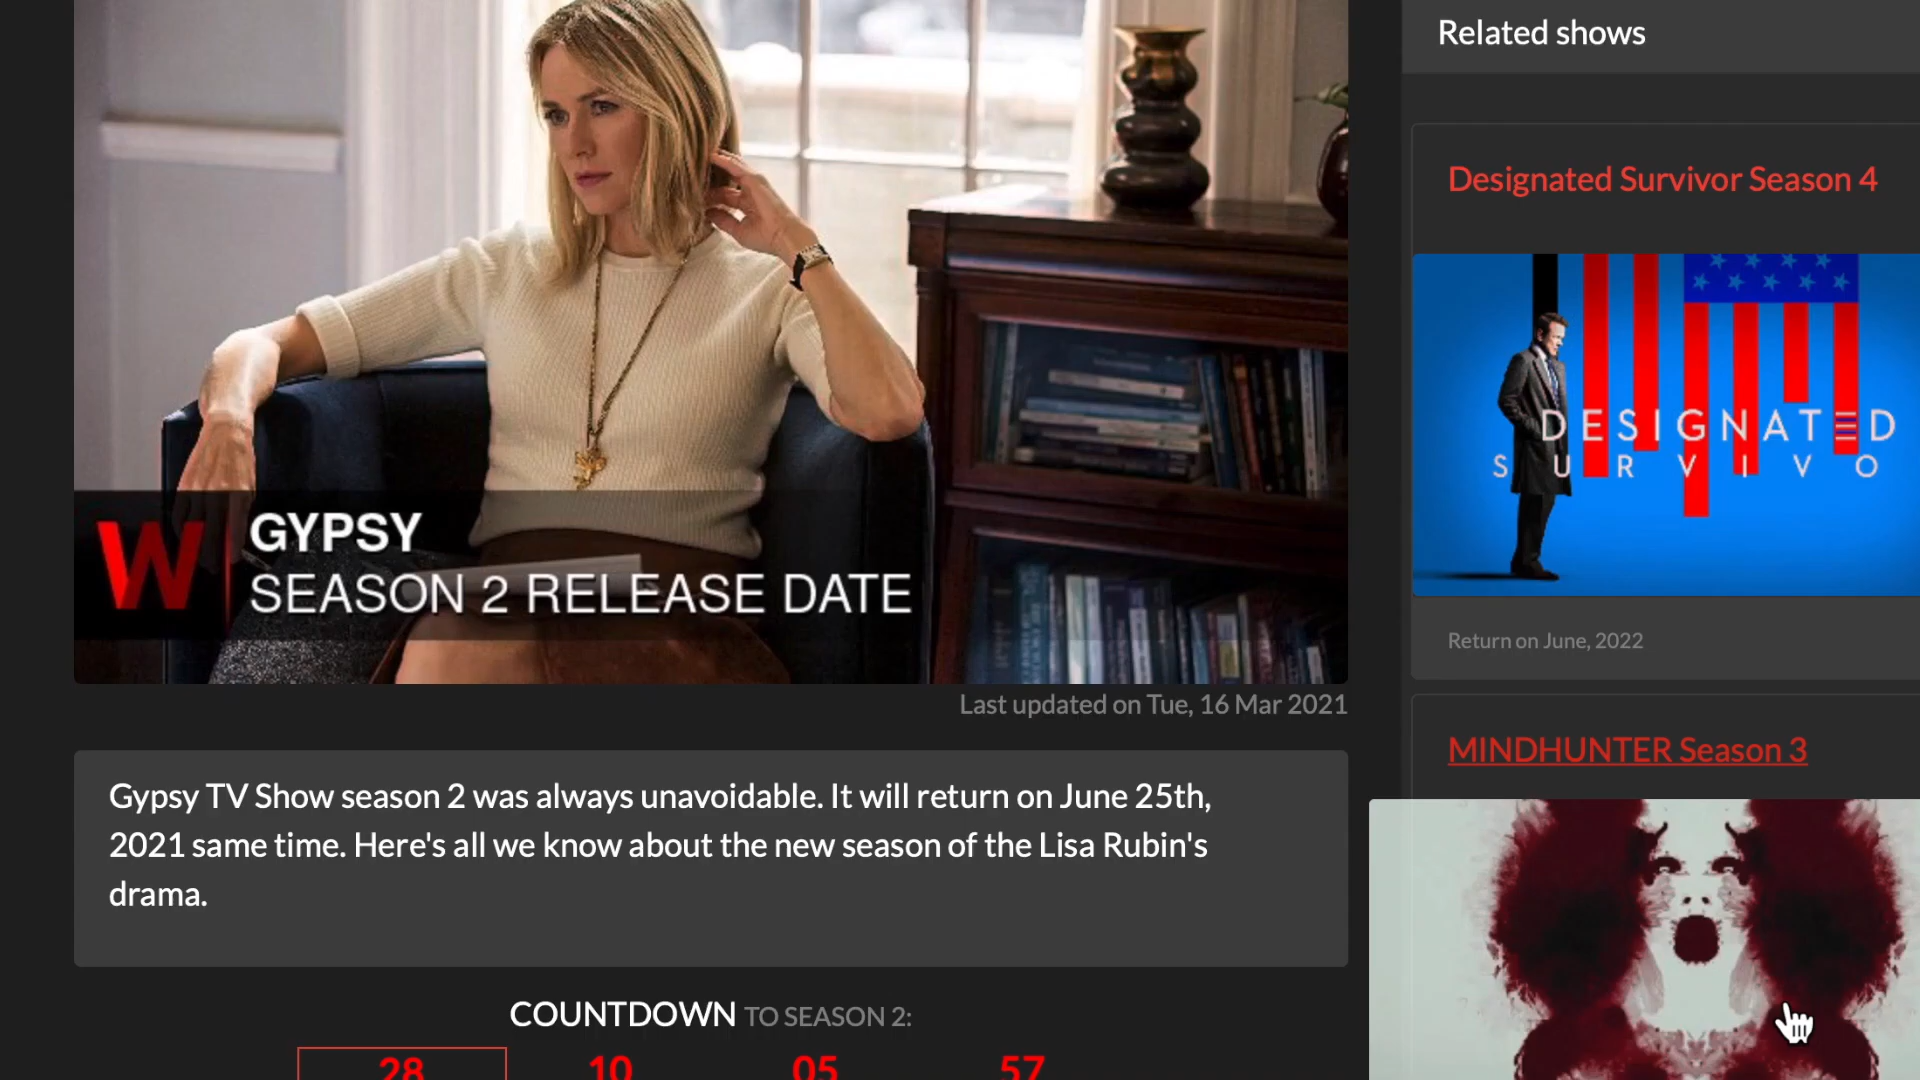 Related shows
Designated Survivor Season 4
DESIGNATED
SURVIVO
Return on June, 2022
MINDHUNTER Season 3
W
GYPSY
SEASON 2 RELEASE DATE
Last updated on Tue, 16 Mar 2021
Gypsy TV Show season 2 was always unavoidable. It will return on June 25th,
2021 same time. Here's all we know about the new season of the Lisa Rubin's
drama.
COUNTDOWN TO SEASON 2:
28 10 05 57